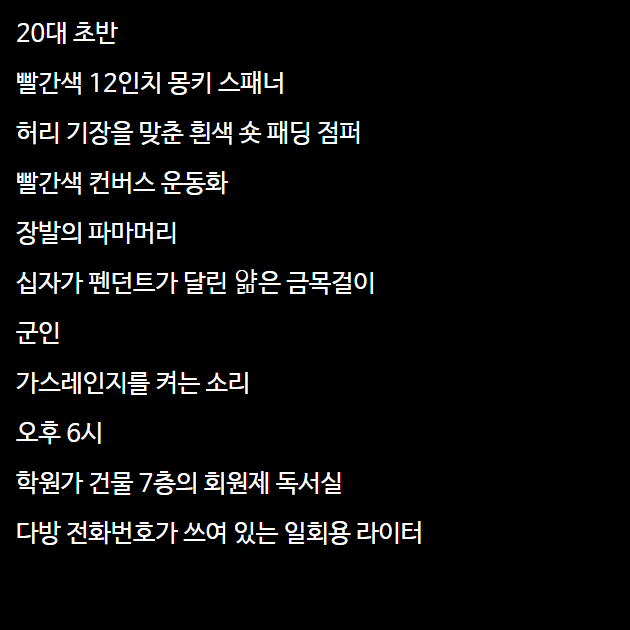 20대 초반
빨간색 12인치 몽키 스패너
허리 기장을 맞춘 흰색 숏 패딩 점퍼
빨간색 컨버스 운동화
장발의 파마머리
십자가 펜던트가 달린 얇은 금목걸이
군인
가스레인지를 켜는 소리
오후 6시
학원가 건물 7층의 회원제 독서실
다방 전화번호가 쓰여 있는 일회용 라이터